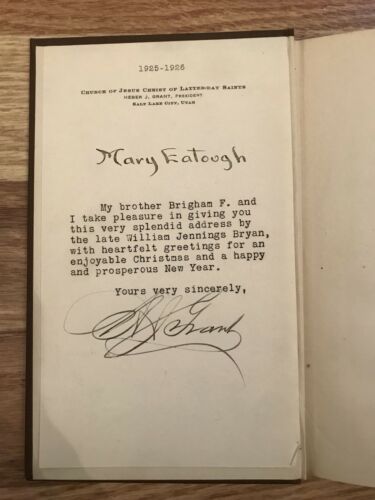 1925-1926
CHURCH OF JESUS CHRIST OF LATTER-DAY SAINTS
HEBER J. GRANT, PRESIDENT
SALT LAKE CITY, UTAH
Mary Eatough
My brother Brigham F. and
I take pleasure in giving you
this very splendid address by
the late William Jennings Bryan,
with heartfelt greetings for an
enjoyable Christmas and a happy
and prosperous New Year.
Yours very sincerely,
H J Grant